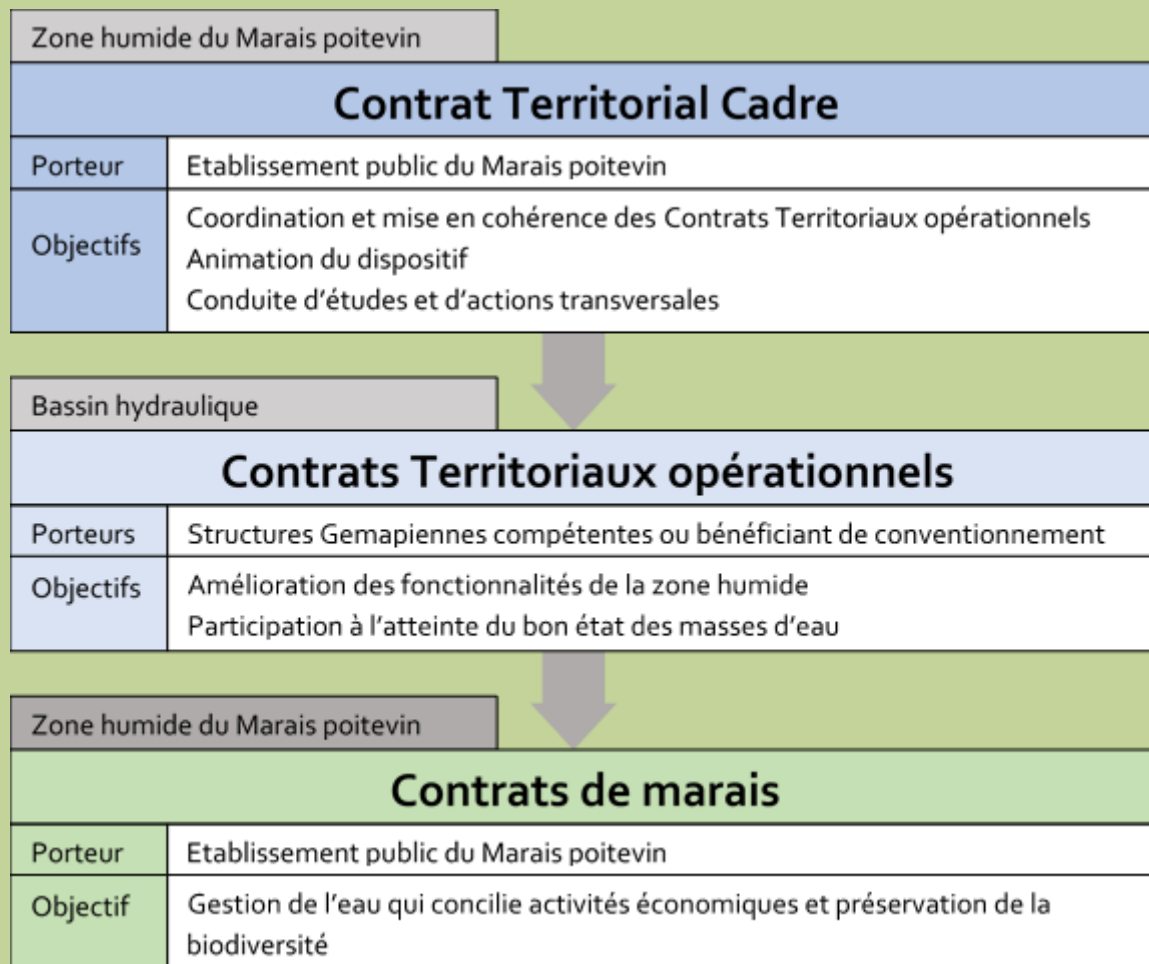 Zone humide du Marais poitevin
Contrat Territorial Cadre
Porteur
Etablissement public du Marais poitevin
Objectifs
Coordination et mise en cohérence des Contrats Territoriaux opérationnels
Animation du dispositif
Conduite d’études et d’actions transversales
Bassin hydraulique
Contrats Territoriaux opérationnels
Porteurs
Structures Gemapiennes compétentes ou bénéficiant de conventionnement
Objectifs
Amélioration des fonctionnalités de la zone humide
Participation à l’atteinte du bon état des masses d’eau
Zone humide du Marais poitevin
Contrats de marais
Porteur
Etablissement public du Marais poitevin
Objectif
Gestion de l’eau qui concilie activités économiques et préservation de la
biodiversité